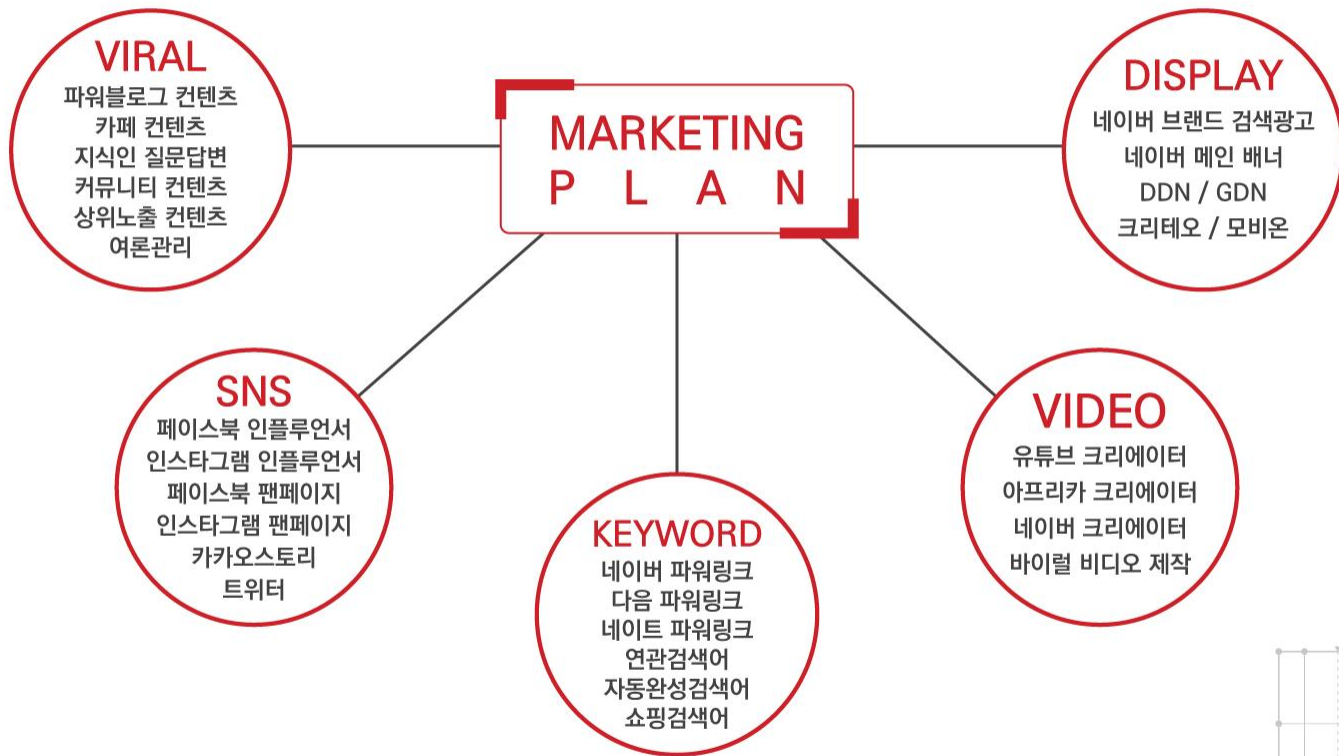 VIRAL
파워블로그 컨텐츠
카페 컨텐츠
지식인 질문답변
커뮤니티 컨텐츠
상위노출 컨텐츠
여론관리
MARKETING
PLAN
DISPLAY
네이버 브랜드 검색광고
네이버 메인 배너
DDN / GDN
크리테오 / 모비온
SNS
페이스북 인플루언서
인스타그램 인플루언서
페이스북 팬페이지
인스타그램 팬페이지
카카오스토리
트위터
KEYWORD
네이버 파워링크
다음 파워링크
네이트 파워링크
연관검색어
자동완성검색어
쇼핑검색어
VIDEO
유튜브 크리에이터
아프리카 크리에이터
네이버 크리에이터
바이럴 비디오 제작